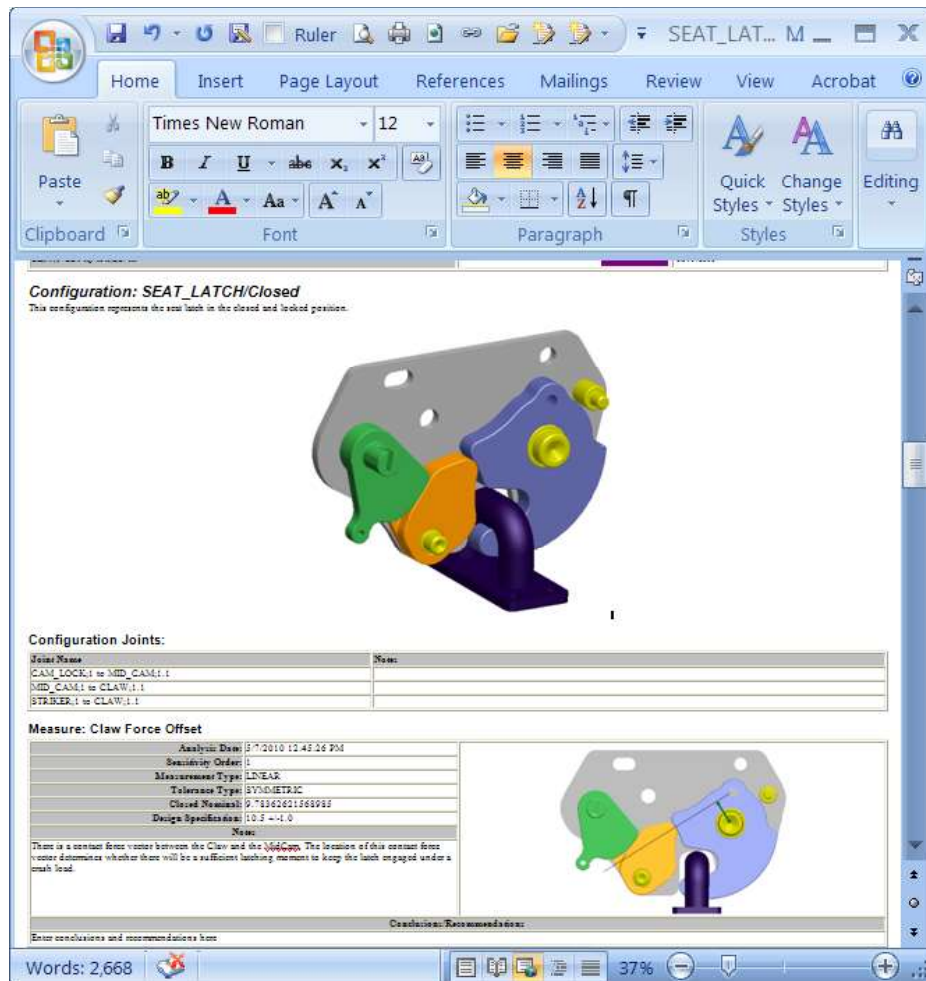 Ruler SEAT_LAT... M
Home Insert Page Layout References Mailings Review View Acrobat
Times New Roman 12
B I U abc x₂ x²
Paste
Aa A A
Quick Styles Change Styles Editing
Clipboard Font Paragraph Styles
Configuration: SEAT_LATCH/Closed
This configuration represents the seat latch in the closed and locked position.
Configuration Joints:
Joint Name Notes
CAM_LOCK;1 to MID_CAM;1.1
MID_CAM;1 to CLAW;1.1
STRIKER;1 to CLAW;1.1
Measure: Claw Force Offset
Analysis Date: 5/7/2010 12:45:26 PM
Sensitivity Order: 1
Measurement Type: LINEAR
Tolerance Type: SYMMETRIC
Closed Nominal: 9.78362621568985
Design Specification: 10.5 +/-1.0
Notes
There is a contact force vector between the Claw and the MidCam. The location of this contact force
vector determines whether there will be a sufficient latching moment to keep the latch engaged under a
crash load.
Conclusions/Recommendations
Enter conclusions and recommendations here
Words: 2,668 37%